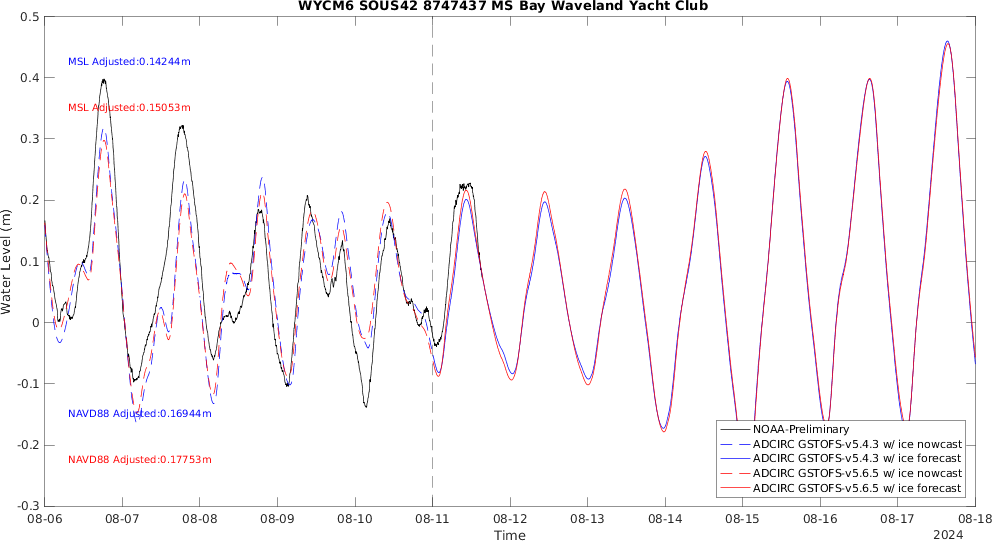 WYCM6 SOUS42 8747437 MS Bay Waveland Yacht Club
0.5
0.4
0.3
0.2
0.1
0
-0.1
-0.2
-0.3
Water Level (m)
MSL Adjusted:0.14244m
MSL Adjusted:0.15053m
NAVD88 Adjusted:0.16944m
NAVD88 Adjusted:0.17753m
NOAA-Preliminary
ADCIRC GSTOFS-v5.4.3 w/ ice nowcast
ADCIRC GSTOFS-v5.4.3 w/ ice forecast
ADCIRC GSTOFS-v5.6.5 w/ ice nowcast
ADCIRC GSTOFS-v5.6.5 w/ ice forecast
08-06 08-07 08-08 08-09 08-10 08-11 08-12 08-13 08-14 08-15 08-16 08-17 08-18
Time
2024